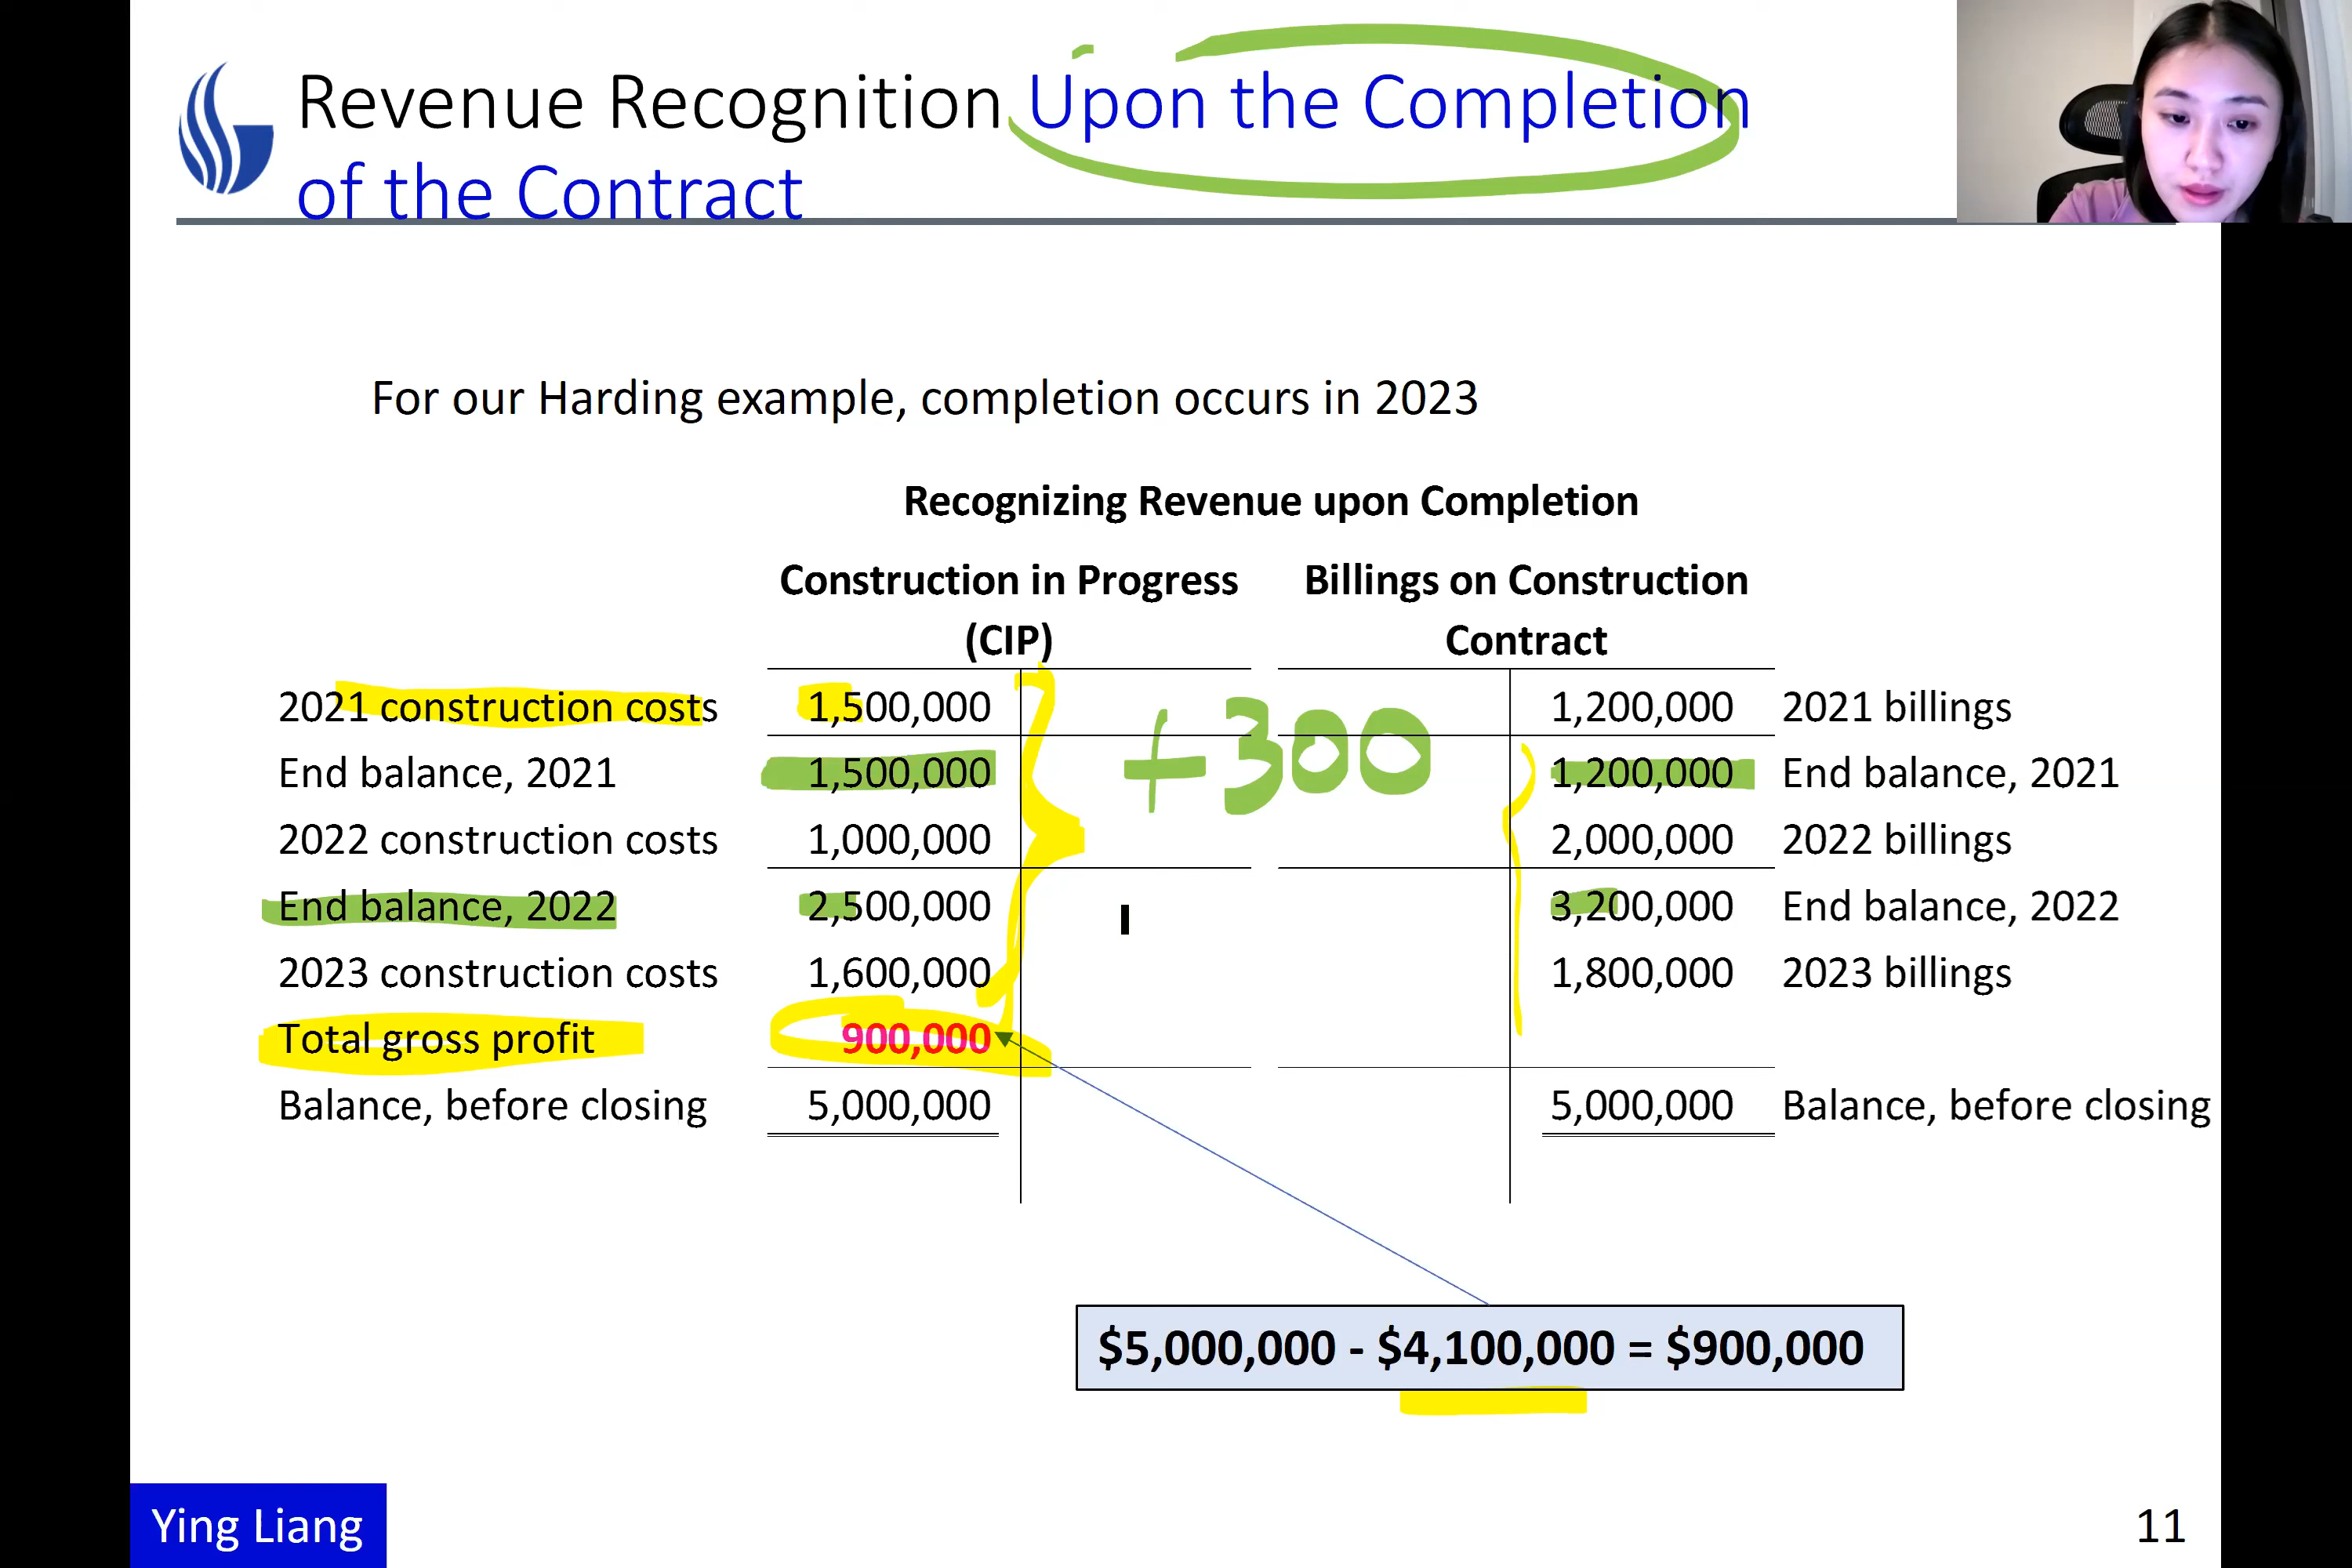 Revenue Recognition Upon the Completion
of the Contract
For our Harding example, completion occurs in 2023
Recognizing Revenue upon Completion
Construction in Progress
(CIP)
Billings on Construction
Contract
2021 construction costs 1,500,000 1,200,000 2021 billings
End balance, 2021 1,500,000 +300 1,200,000 End balance, 2021
2022 construction costs 1,000,000 2,000,000 2022 billings
End balance, 2022 2,500,000 3,200,000 End balance, 2022
2023 construction costs 1,600,000 1,800,000 2023 billings
Total gross profit 900,000
Balance, before closing 5,000,000 5,000,000 Balance, before closing
$5,000,000 - $4,100,000 = $900,000
Ying Liang
11